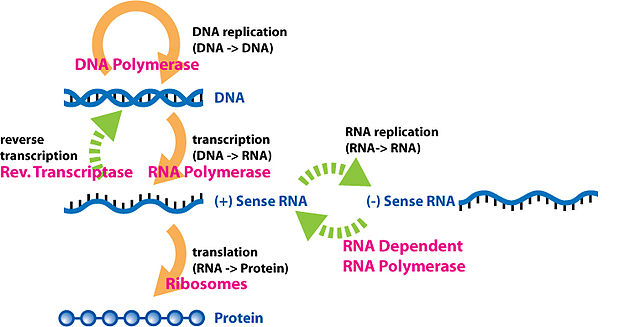 DNA replication
(DNA -> DNA)
DNA Polymerase
DNA
reverse
transcription
Rev. Transcriptase
transcription
(DNA -> RNA)
RNA Polymerase
RNA replication
(RNA-> RNA)
(+) Sense RNA
(-) Sense RNA
RNA Dependent
RNA Polymerase
translation
(RNA -> Protein)
Ribosomes
Protein